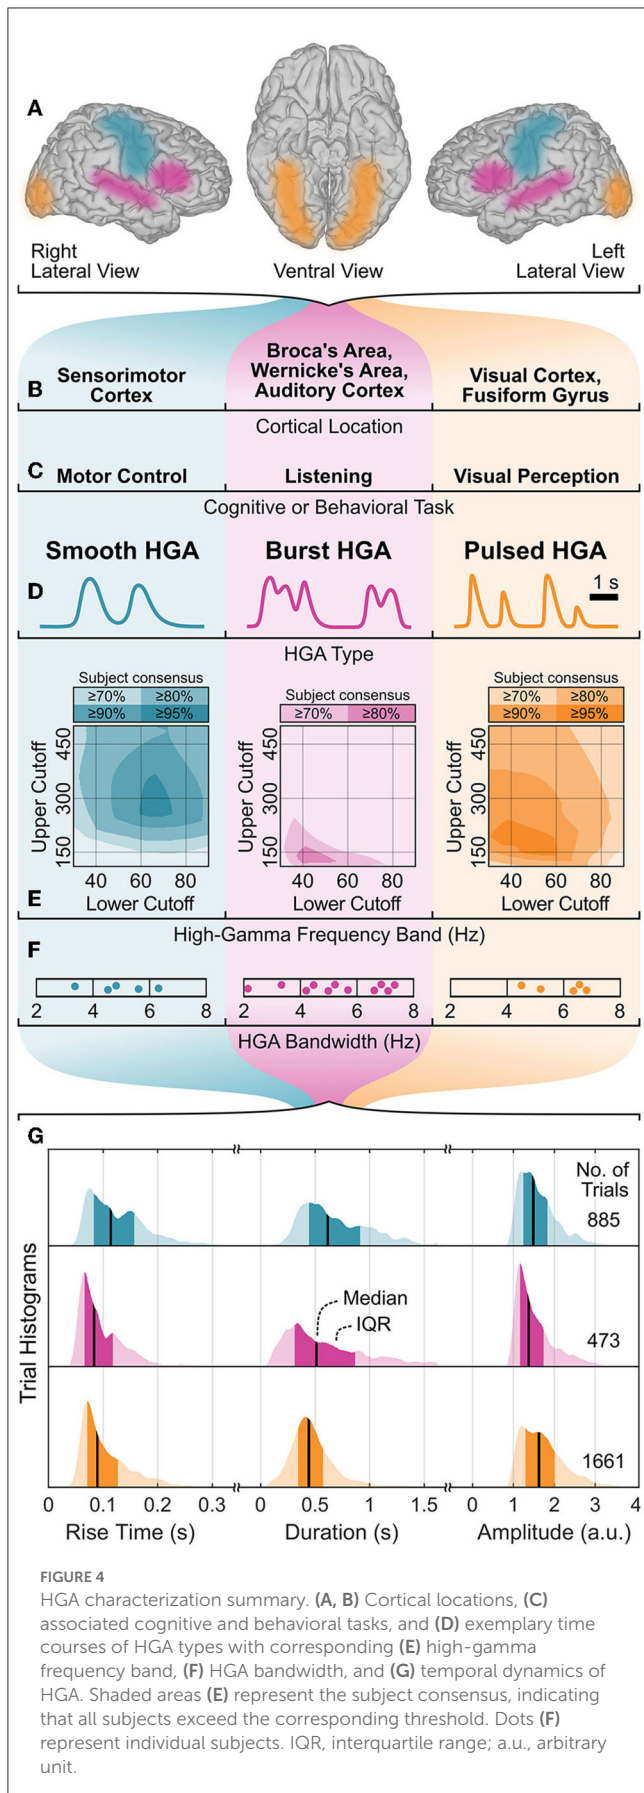 A
Right
Lateral View
Ventral View
Left
Lateral View
B
Sensorimotor
Cortex
Broca's Area,
Wernicke's Area,
Auditory Cortex
Visual Cortex,
Fusiform Gyrus
Cortical Location
C
Motor Control
Listening
Visual Perception
Cognitive or Behavioral Task
Smooth HGA
Burst HGA
Pulsed HGA
D
1 s
HGA Type
Subject consensus
≥70% ≥80%
≥90% ≥95%
Upper Cutoff
450
300
150
40 60 80
Lower Cutoff
Subject consensus
≥70% ≥80%
Upper Cutoff
450
300
150
40 60 80
Lower Cutoff
Subject consensus
≥70% ≥80%
≥90% ≥95%
Upper Cutoff
450
300
150
40 60 80
Lower Cutoff
E
High-Gamma Frequency Band (Hz)
F
2 4 6 8
2 4 6 8
2 4 6 8
HGA Bandwidth (Hz)
G
Trial Histograms
No. of
Trials
885
Median
IQR
473
1661
0 0.1 0.2 0.3
0 0.5 1 1.5
0 1 2 3 4
Rise Time (s)
Duration (s)
Amplitude (a.u.)
FIGURE 4
HGA characterization summary. (A, B) Cortical locations, (C)
associated cognitive and behavioral tasks, and (D) exemplary time
courses of HGA types with corresponding (E) high-gamma
frequency band, (F) HGA bandwidth, and (G) temporal dynamics of
HGA. Shaded areas (E) represent the subject consensus, indicating
that all subjects exceed the corresponding threshold. Dots (F)
represent individual subjects. IQR, interquartile range; a.u., arbitrary
unit.